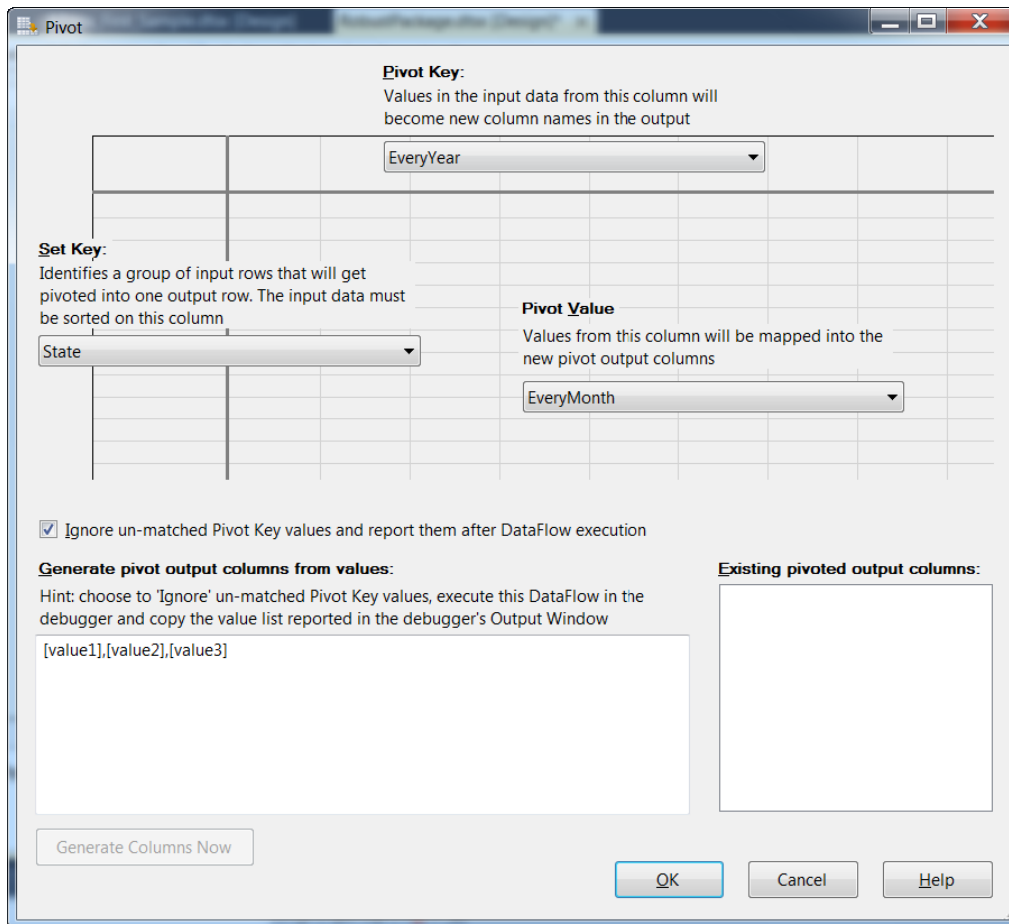 Pivot
Pivot Key:
Values in the input data from this column will
become new column names in the output
EveryYear
Set Key:
Identifies a group of input rows that will get
pivoted into one output row. The input data must
be sorted on this column
State
Pivot Value
Values from this column will be mapped into the
new pivot output columns
EveryMonth
Ignore un-matched Pivot Key values and report them after DataFlow execution
Generate pivot output columns from values:
Hint: choose to 'Ignore' un-matched Pivot Key values, execute this DataFlow in the
debugger and copy the value list reported in the debugger's Output Window
[value1],[value2],[value3]
Existing pivoted output columns:
Generate Columns Now
OK
Cancel
Help